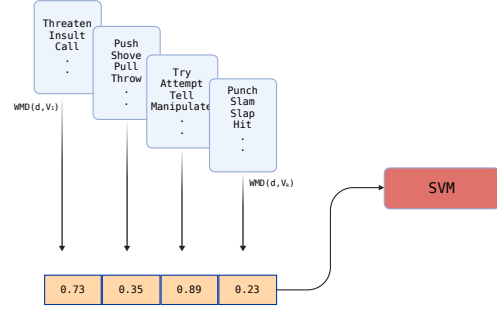 Threaten
Insult
Call
.
.
Push
Shove
Pull
Throw
.
.
Try
Attempt
Tell
Manipulate
.
.
Punch
Slam
Slap
Hit
.
.
WMD(d,V₁)
WMD(d,Vₖ)
SVM
0.73 0.35 0.89 0.23